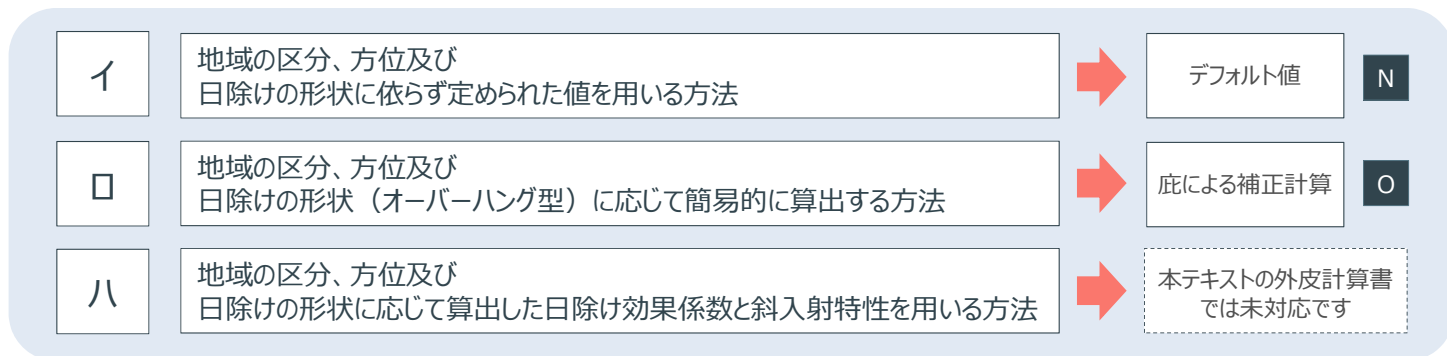 イ
地域の区分、方位及び
日除けの形状に依らず定められた値を用いる方法
デフォルト値
N
ロ
地域の区分、方位及び
日除けの形状（オーバーハング型）に応じて簡易的に算出する方法
庇による補正計算
O
ハ
地域の区分、方位及び
日除けの形状に応じて算出した日除け効果係数と斜入射特性を用いる方法
本テキストの外皮計算書
では未対応です